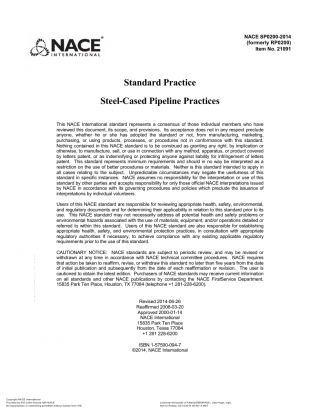 NACE®
INTERNATIONAL
NACE SP0200-2014
(formerly RP0200)
Item No. 21091
Standard Practice
Steel-Cased Pipeline Practices
This NACE International standard represents a consensus of those individual members who have
reviewed this document, its scope, and provisions. Its acceptance does not in any respect preclude
anyone, whether he or she has adopted the standard or not, from manufacturing, marketing,
purchasing, or using products, processes, or procedures not in conformance with this standard.
Nothing contained in this NACE standard is to be construed as granting any right, by implication or
otherwise, to manufacture, sell, or use in connection with any method, apparatus, or product covered
by letters patent, or as indemnifying or protecting anyone against liability for infringement of letters
patent. This standard represents minimum requirements and should in no way be interpreted as a
restriction on the use of better procedures or materials. Neither is this standard intended to apply in
all cases relating to the subject. Unpredictable circumstances may negate the usefulness of this
standard in specific instances. NACE assumes no responsibility for the interpretation or use of this
standard by other parties and accepts responsibility for only those official NACE interpretations issued
by NACE in accordance with its governing procedures and policies which preclude the issuance of
interpretations by individual volunteers.
Users of this NACE standard are responsible for reviewing appropriate health, safety, environmental,
and regulatory documents and for determining their applicability in relation to this standard prior to its
use. This NACE standard may not necessarily address all potential health and safety problems or
environmental hazards associated with the use of materials, equipment, and/or operations detailed or
referred to within this standard. Users of this NACE standard are also responsible for establishing
appropriate health, safety, and environmental protection practices, in consultation with appropriate
regulatory authorities if necessary, to achieve compliance with any existing applicable regulatory
requirements prior to the use of this standard.
CAUTIONARY NOTICE: NACE standards are subject to periodic review, and may be revised or
withdrawn at any time in accordance with NACE technical committee procedures. NACE requires
that action be taken to reaffirm, revise, or withdraw this standard no later than five years from the date
of initial publication and subsequently from the date of each reaffirmation or revision. The user is
cautioned to obtain the latest edition. Purchasers of NACE standards may receive current information
on all standards and other NACE publications by contacting the NACE FirstService Department,
15835 Park Ten Place, Houston, TX 77084 (telephone +1 281-228-6200).
Revised 2014-06-26
Reaffirmed 2008-03-20
Approved 2000-01-14
NACE International
15835 Park Ten Place
Houston, Texas 77084
+1 281 228-6200
ISBN 1-57590-094-7
©2014, NACE International
Copyright NACE International